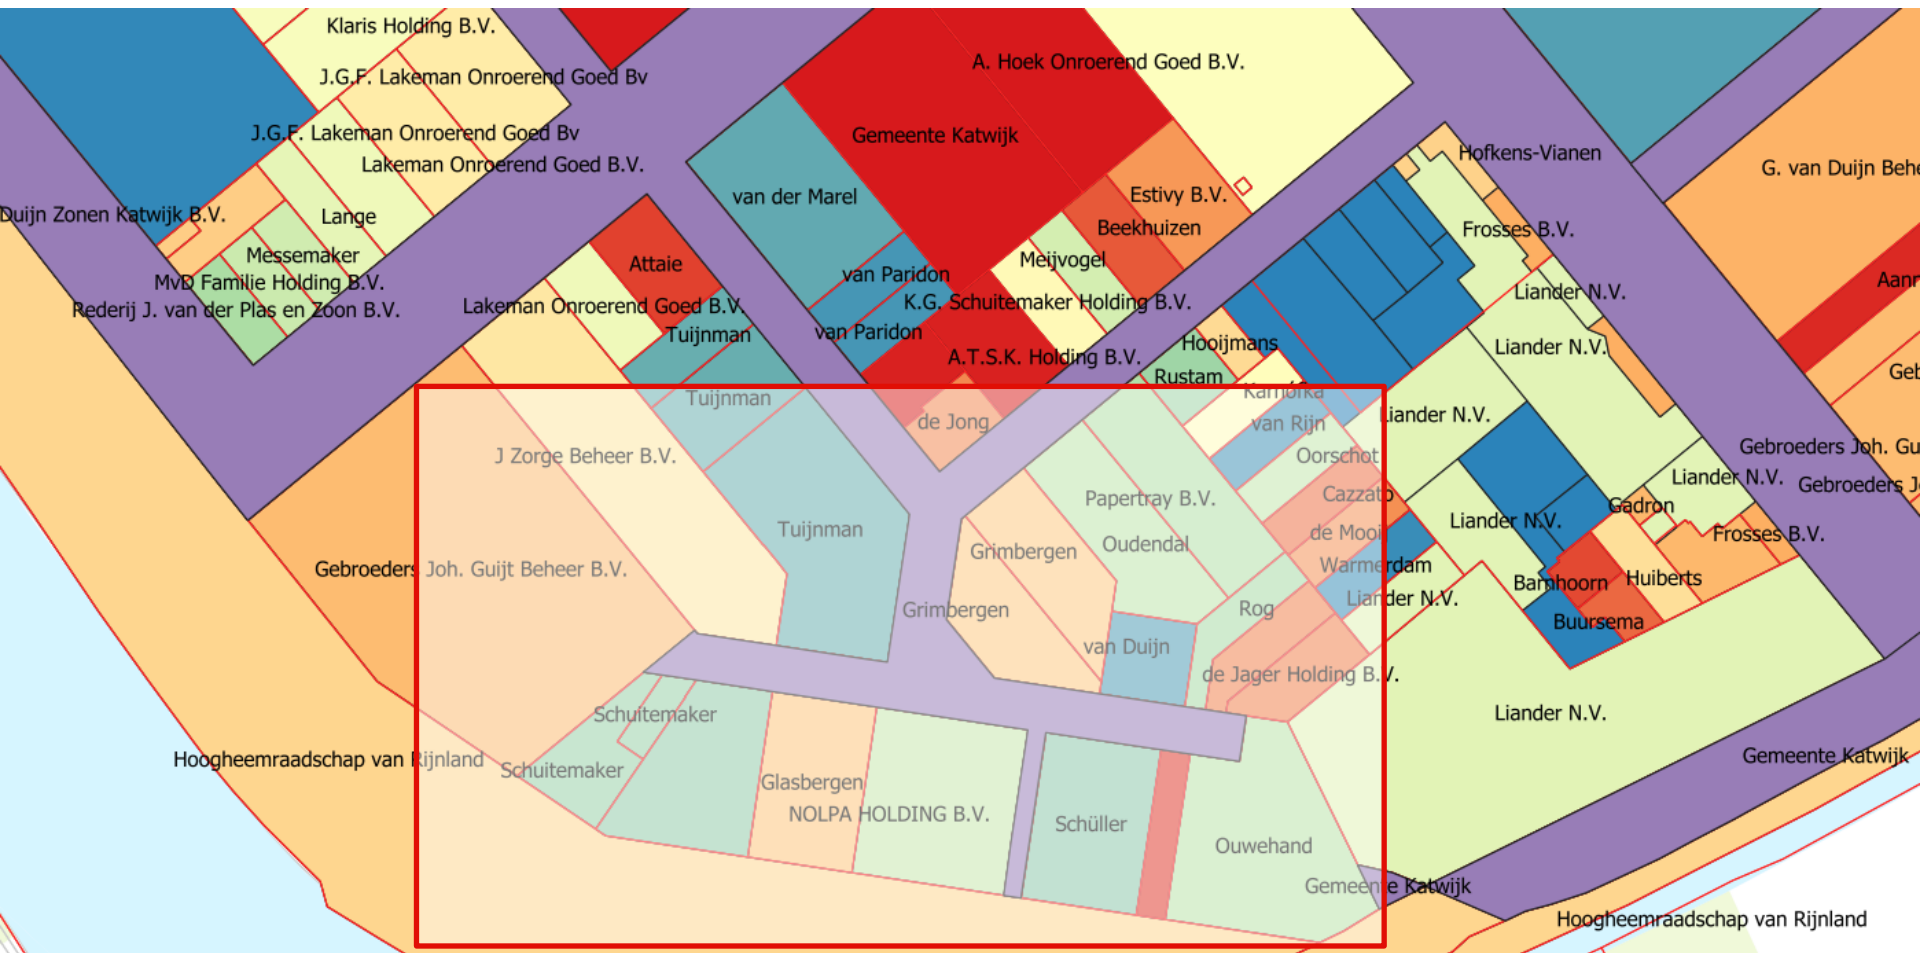 Klaris Holding B.V.
A. Hoek Onroerend Goed B.V.
J.G.F. Lakeman Onroerend Goed Bv
J.G.F. Lakeman Onroerend Goed Bv
Gemeente Katwijk
Hofkens-Vianen
Lakeman Onroerend Goed B.V.
G. van Duijn Behe
van der Marel
Estivy B.V.
Duijn Zonen Katwijk B.V.
Lange
Beekhuizen
Frosses B.V.
Messemaker
Attaie
Meijvogel
van Paridon
Aanr
MvD Familie Holding B.V.
Liander N.V.
K.G. Schuitemaker Holding B.V.
Lakeman Onroerend Goed B.V.
Rederij J. van der Plas en Zoon B.V.
Tuijnman
van Paridon
Hooijmans
Liander N.V.
A.T.S.K. Holding B.V.
Rustam
Geb
Tuijnman
Kamorka
de Jong
van Rijn
Liander N.V.
Gebroeders Joh. Gu
J Zorge Beheer B.V.
Oorschot
Liander N.V.
Gebroeders J
Cazzato
Papertray B.V.
Gadron
Liander N.V.
Tuijnman
de Mooij
Frosses B.V.
Oudendal
Grimbergen
Gebroeders Joh. Guijt Beheer B.V.
Warmerdam
Huiberts
Barnhoorn
Liander N.V.
Grimbergen
Rog
Buursema
van Duijn
de Jager Holding B.V.
Schuitemaker
Liander N.V.
Hoogheemraadschap van Rijnland
Gemeente Katwijk
Schuitemaker
Glasbergen
NOLPA HOLDING B.V.
Schüller
Ouwehand
Gemeente Katwijk
Hoogheemraadschap van Rijnland